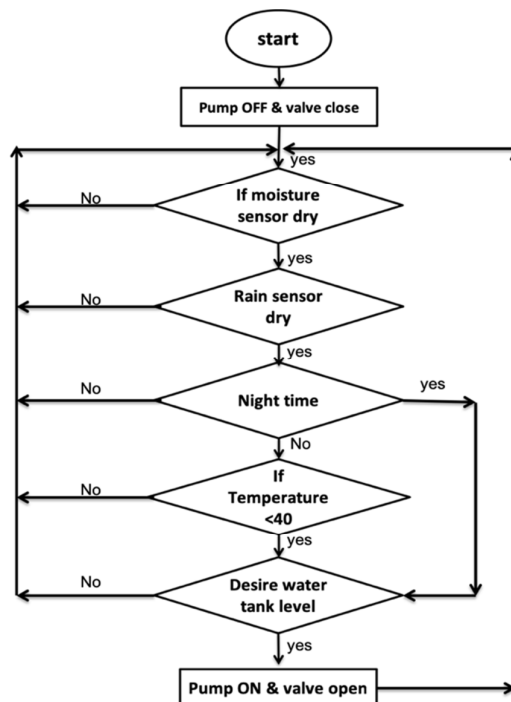 start
Pump OFF & valve close
yes
No
If moisture
sensor dry
yes
No
Rain sensor
dry
yes
No
Night time
yes
No
No
If
Temperature
<40
yes
No
Desire water
tank level
yes
Pump ON & valve open